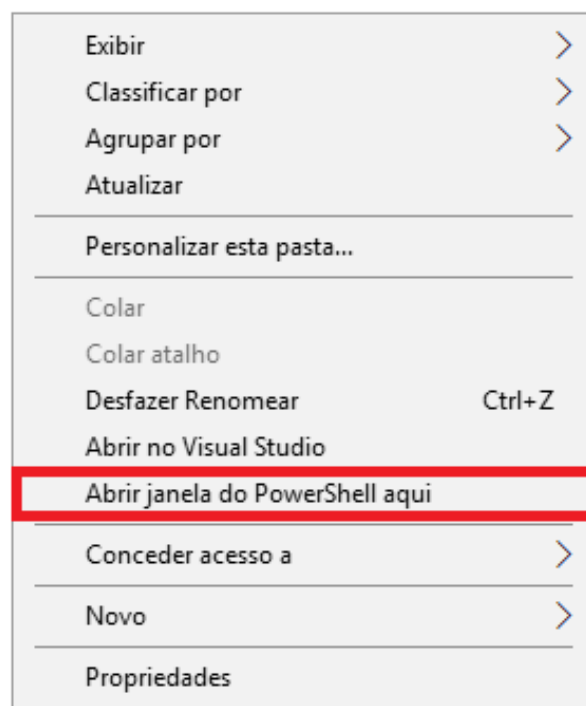 Exibir
Classificar por
Agrupar por
Atualizar
Personalizar esta pasta...
Colar
Colar atalho
Desfazer Renomear Ctrl+Z
Abrir no Visual Studio
Abrir janela do PowerShell aqui
Conceder acesso a
Novo
Propriedades